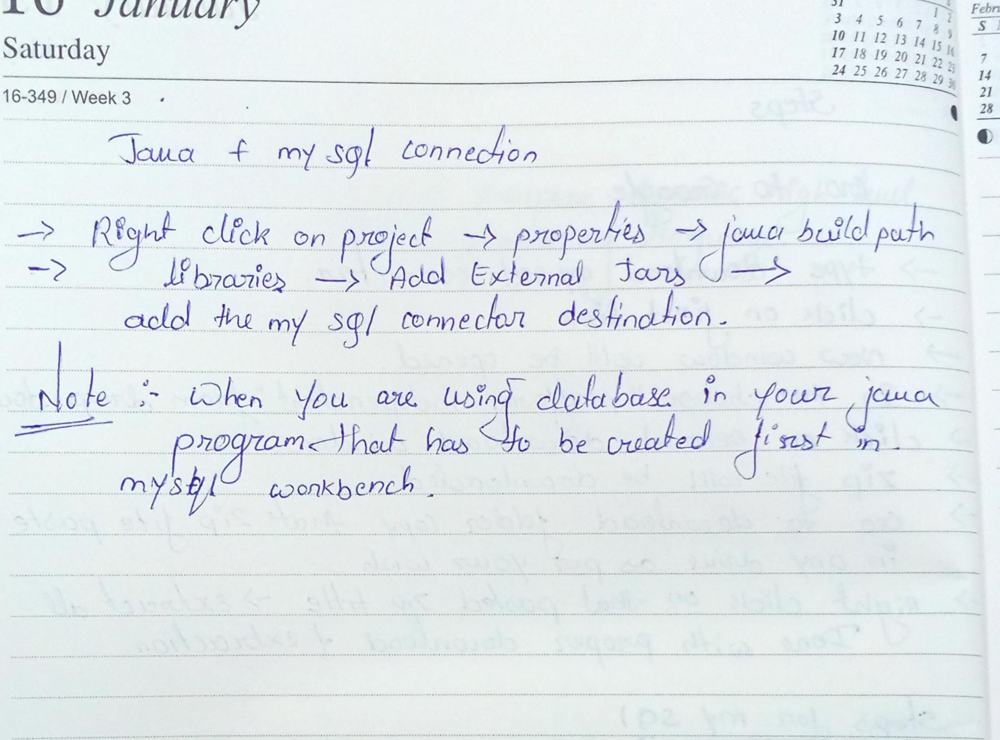 16 January
Saturday
16-349 / Week 3
31 1 2
3 4 5 6 7 8 9
10 11 12 13 14 15 16
17 18 19 20 21 22 23
24 25 26 27 28 29 30
Febru
S
7
14
21
28
Java + my sql connection
→ Right click on project → properties → java build path
→ libraries → Add External Jars →
add the my sql connector destination.
Note :- When you are using database in your java
program that has to be created first in
mysql workbench.